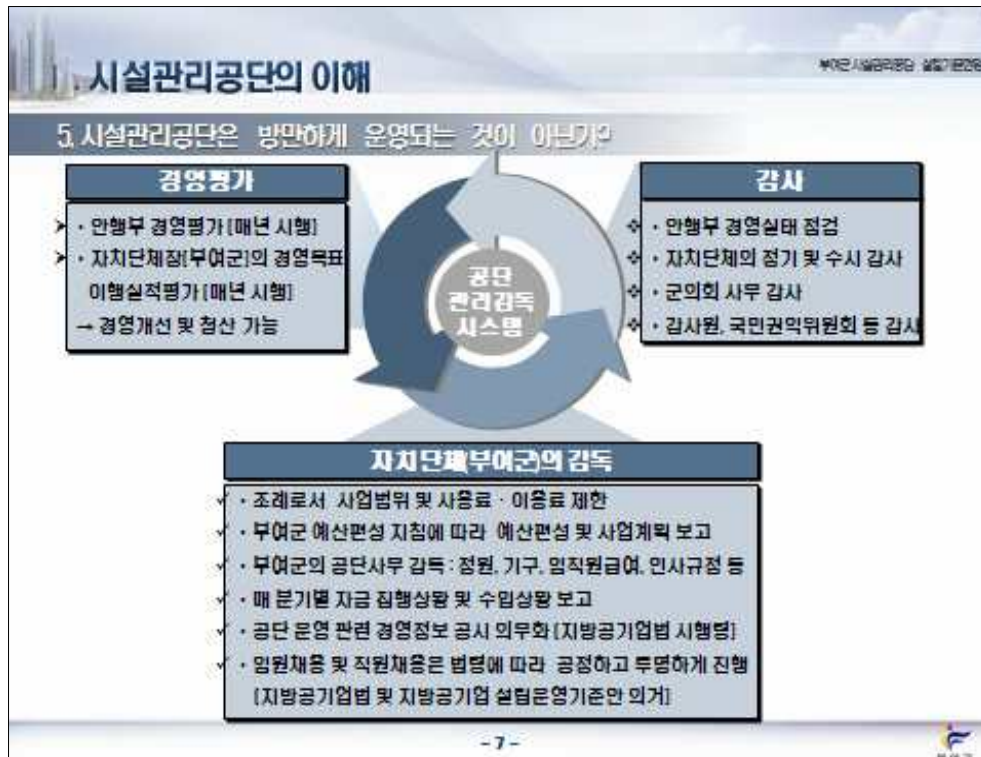 Ⅰ. 시설관리공단의 이해
부여군시설관리공단 설립기본전략
5. 시설관리공단은 방만하게 운영되는 것이 아닌가?
경영평가
· 안행부 경영평가 [매년 시행]
· 자치단체장[부여군]의 경영목표
이행실적평가 [매년 시행]
→ 경영개선 및 청산 가능
공단
관리감독
시스템
감사
· 안행부 경영실태 점검
· 자치단체의 정기 및 수시 감사
· 군의회 사무 감사
· 감사원, 국민권익위원회 등 감사
자치단체(부여군)의 감독
· 조례로서 사업범위 및 사용료 · 이용료 제한
· 부여군 예산편성 지침에 따라 예산편성 및 사업계획 보고
· 부여군의 공단사무 감독 : 정원, 기구, 임직원급여, 인사규정 등
· 매 분기별 자금 집행상황 및 수입상황 보고
· 공단 운영 관련 경영정보 공시 의무화 [지방공기업법 시행령]
· 임원채용 및 직원채용은 법령에 따라 공정하고 투명하게 진행
[지방공기업법 및 지방공기업 설립운영기준안 의거]
- 7 -